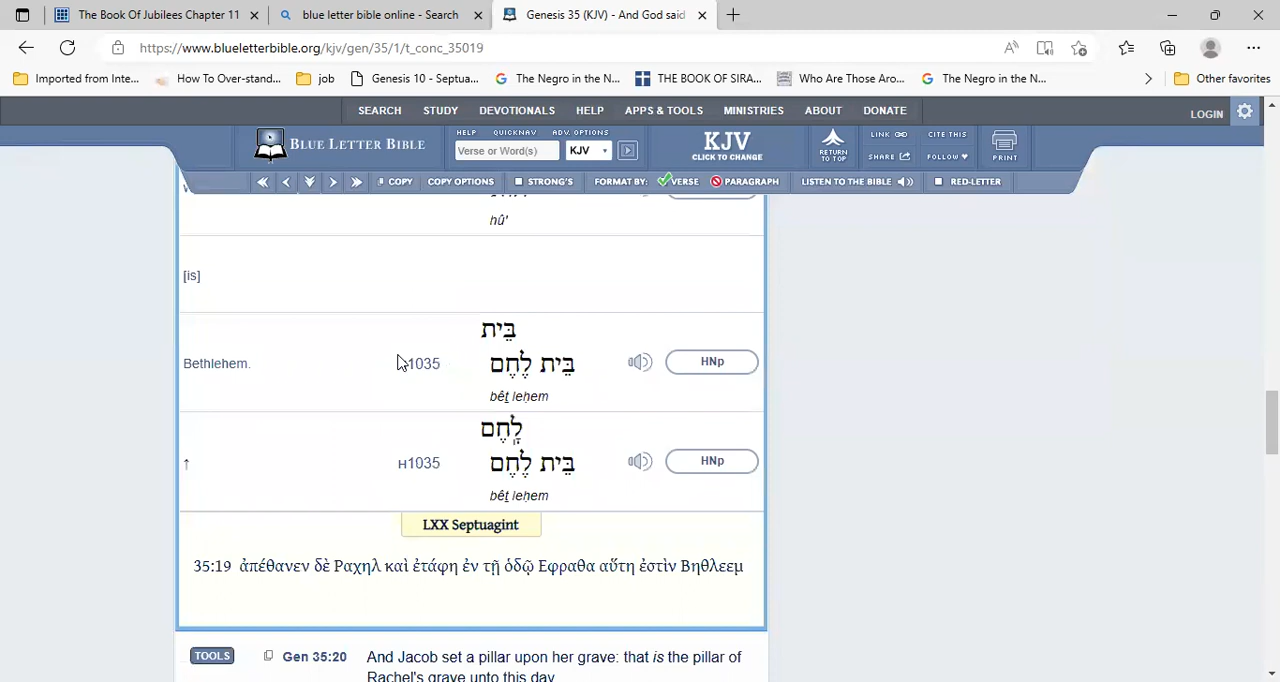 The Book Of Jubilees Chapter 11
blue letter bible online - Search
Genesis 35 (KJV) - And God said
https://www.blueletterbible.org/kjv/gen/35/1/t_conc_35019
Imported from Inte...
How To Over-stand...
job
Genesis 10 - Septua...
The Negro in the N...
THE BOOK OF SIRA...
Who Are Those Aro...
The Negro in the N...
Other favorites
SEARCH STUDY DEVOTIONALS HELP APPS & TOOLS MINISTRIES ABOUT DONATE
LOGIN
BLUE LETTER BIBLE
HELP QUICKNAV ADV. OPTIONS
Verse or Word(s)
KJV
KJV
CLICK TO CHANGE
RETURN
TO TOP
LINK
SHARE
CITE THIS
FOLLOW
PRINT
COPY COPY OPTIONS STRONG'S FORMAT BY: VERSE PARAGRAPH LISTEN TO THE BIBLE RED-LETTER
hû'
[is]
בֵּית
Bethlehem. H1035 בֵּית לֶחֶם HNp
bêṯ leḥem
לָֽחֶם
↑ H1035 בֵּית לֶחֶם HNp
bêṯ leḥem
LXX Septuagint
35:19 ἀπέθανεν δὲ Ραχηλ καὶ ἐτάφη ἐν τῇ ὁδῷ Εφραθα αὕτη ἐστὶν Βηθλεεμ
TOOLS Gen 35:20 And Jacob set a pillar upon her grave: that is the pillar of
Rachel's grave unto this day